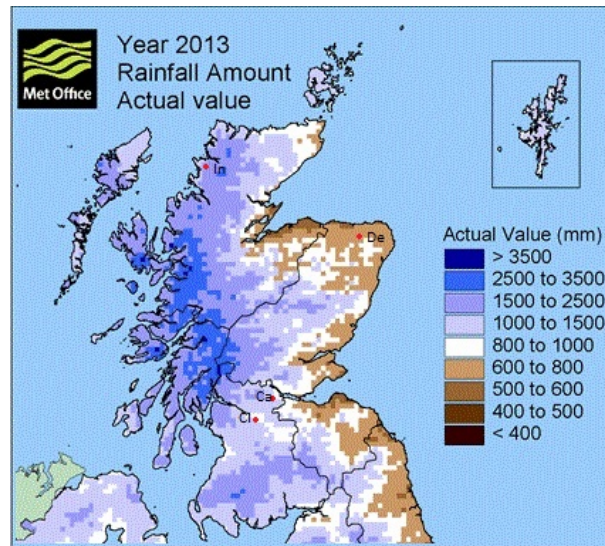 Met Office
Year 2013
Rainfall Amount
Actual value
In
De
Ca
Cl
Actual Value (mm)
> 3500
2500 to 3500
1500 to 2500
1000 to 1500
800 to 1000
600 to 800
500 to 600
400 to 500
< 400